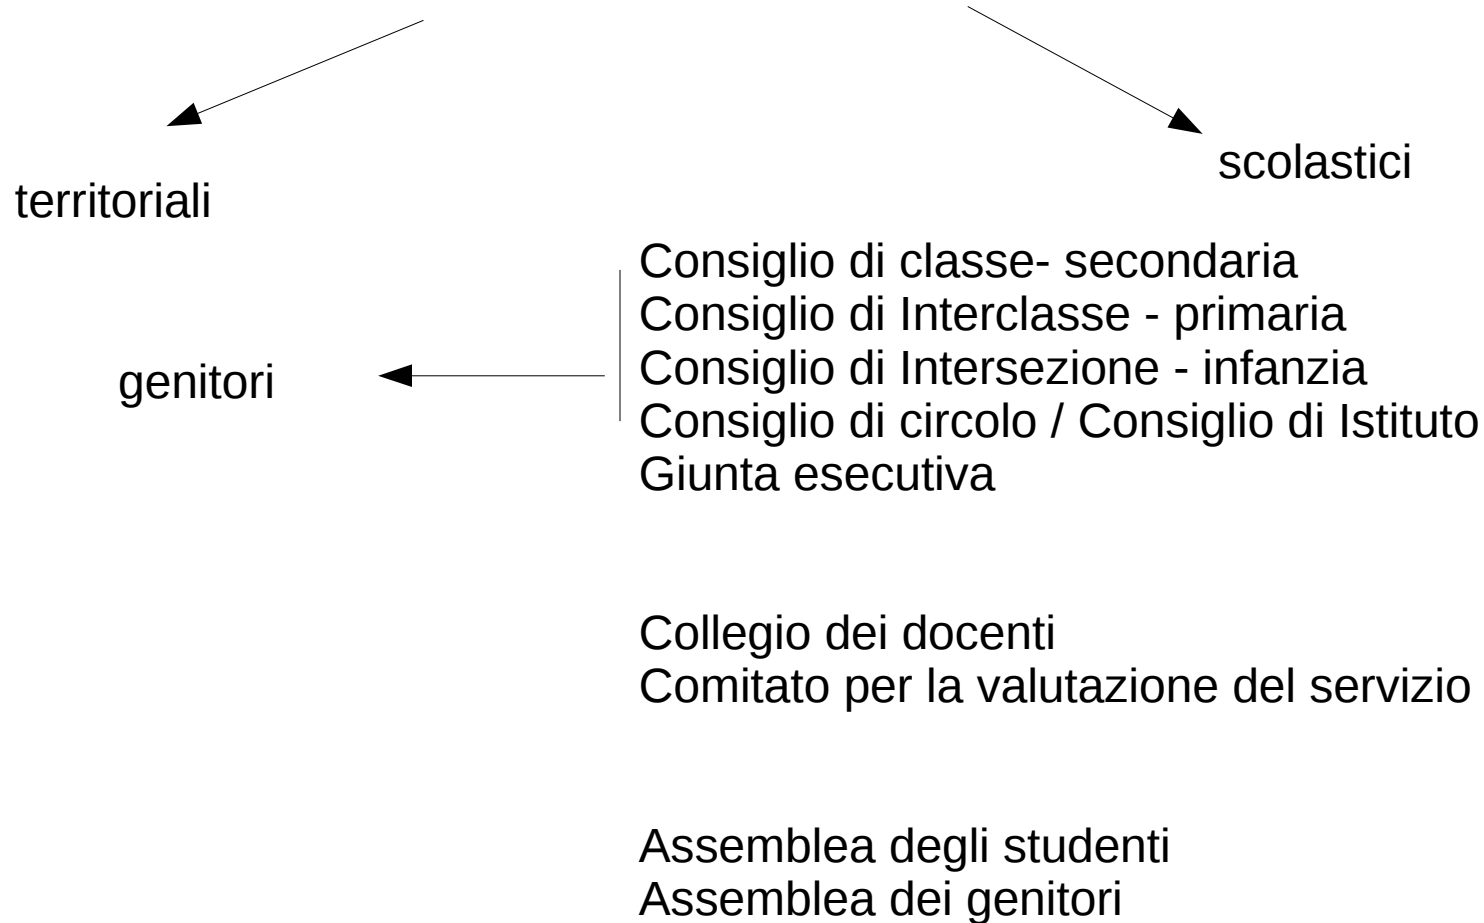 scolastici
territoriali
Consiglio di classe- secondaria
Consiglio di Interclasse - primaria
Consiglio di Intersezione - infanzia
genitori
Consiglio di circolo / Consiglio di Istituto
Giunta esecutiva
Collegio dei docenti
Comitato per la valutazione del servizio
Assemblea degli studenti
Assemblea dei genitori